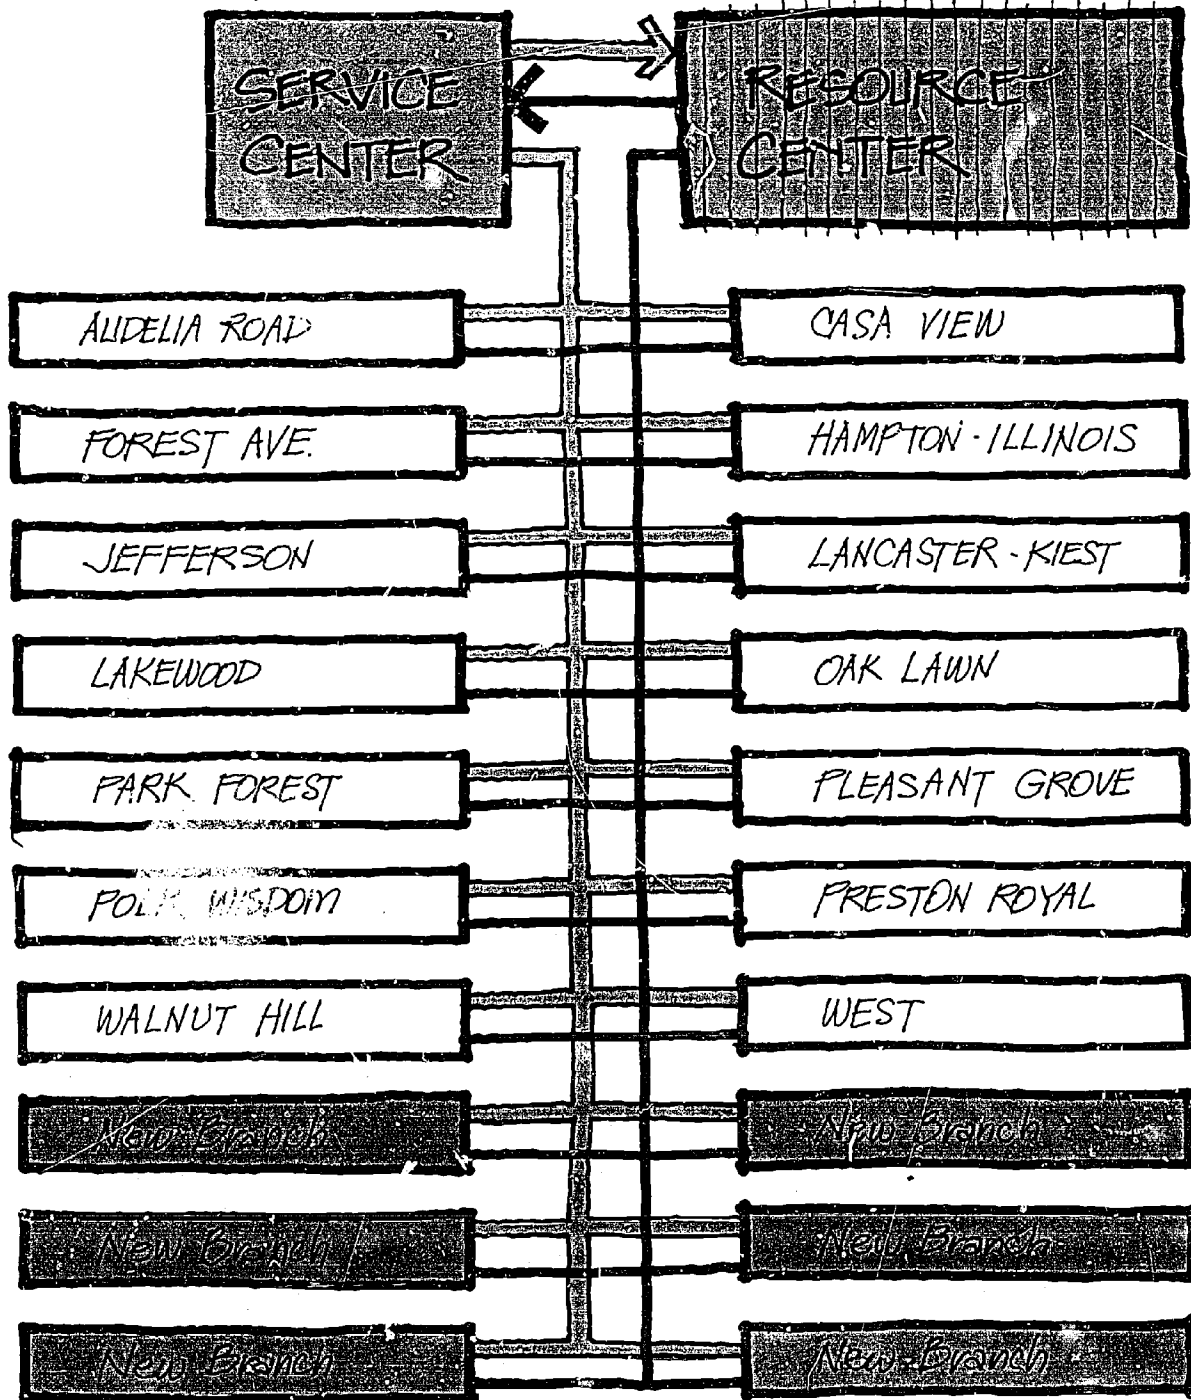 SERVICE
CENTER
RESOURCE
CENTER
AUDELIA ROAD
CASA VIEW
FOREST AVE.
HAMPTON - ILLINOIS
JEFFERSON
LANCASTER - KIEST
LAKEWOOD
OAK LAWN
PARK FOREST
PLEASANT GROVE
POLK WISDOM
PRESTON ROYAL
WALNUT HILL
WEST
New Branch
New Branch
New Branch
New Branch
New Branch
New Branch